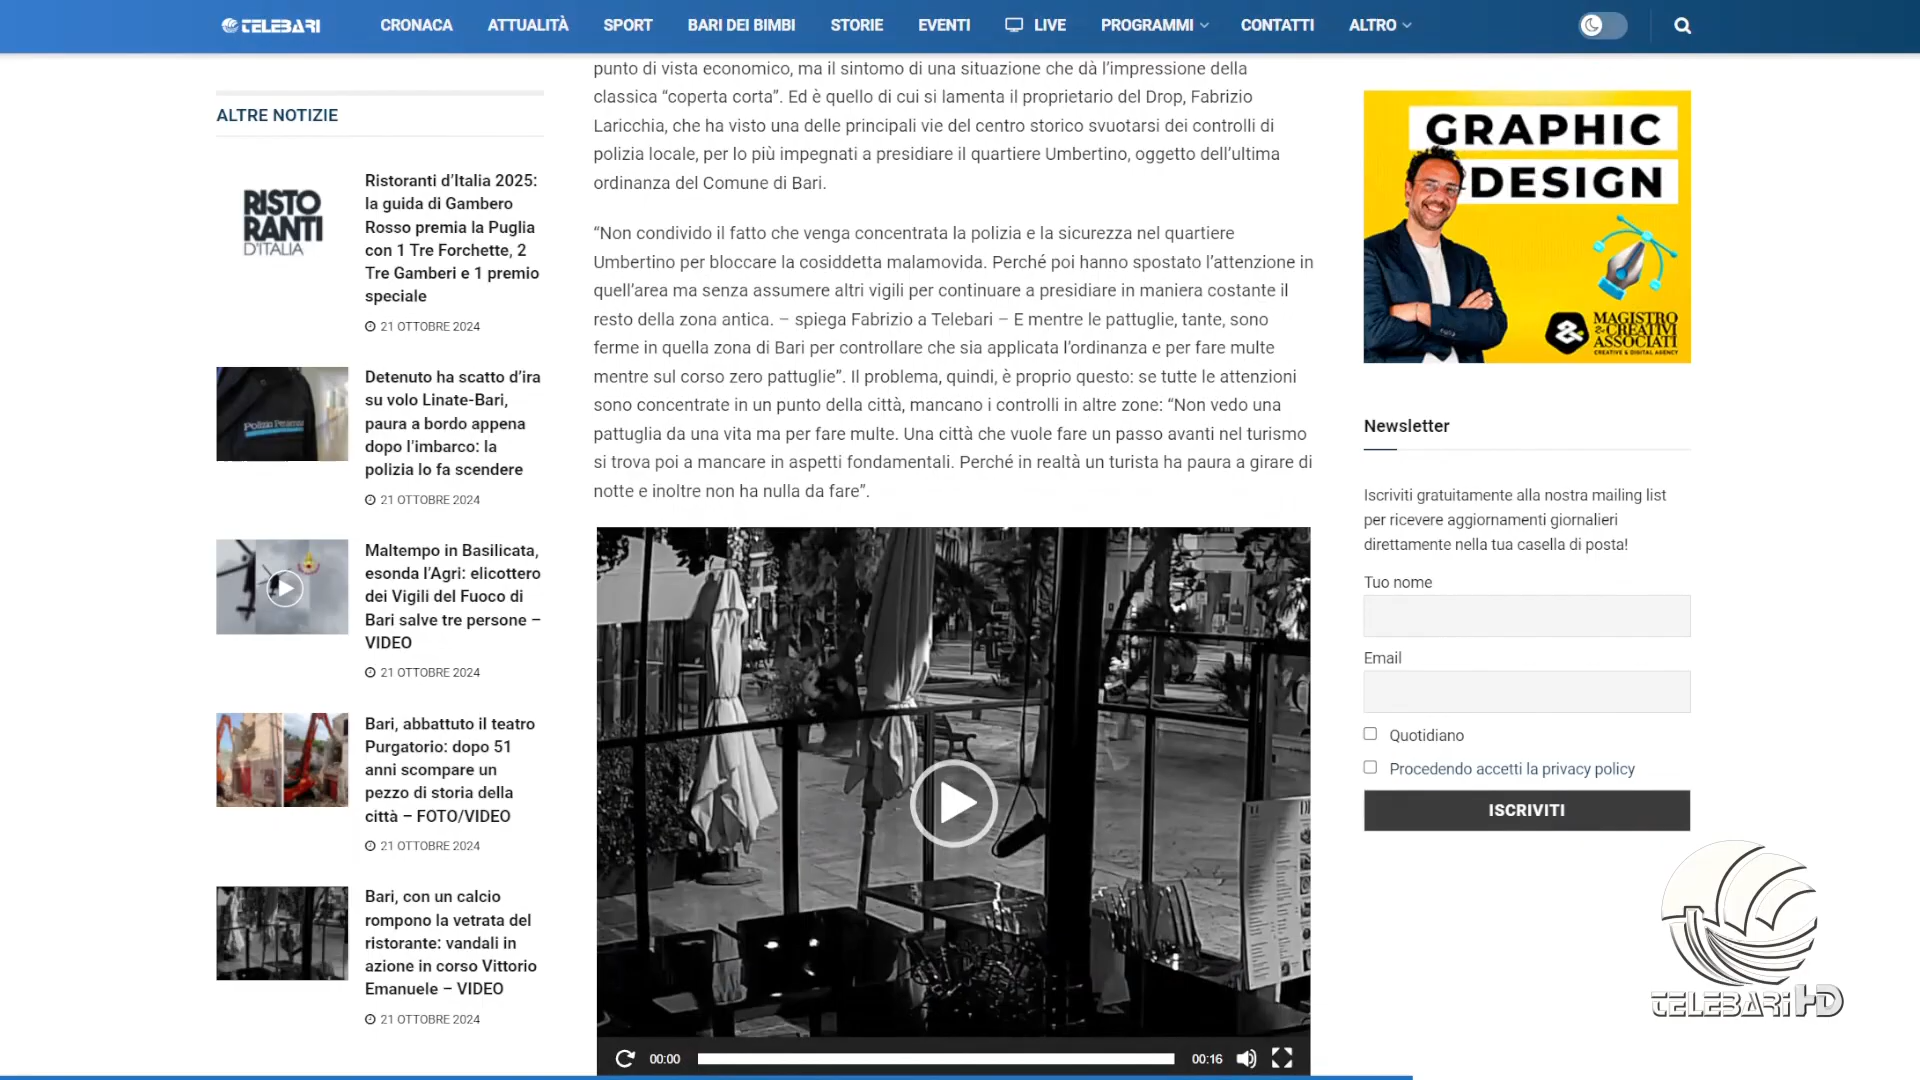 TELEBARI
CRONACA
ATTUALITÀ
SPORT
BARI DEI BIMBI
STORIE
EVENTI
LIVE
PROGRAMMI
CONTATTI
ALTRO
ALTRE NOTIZIE
RISTO
RANTI
D'ITALIA
Ristoranti d’Italia 2025:
la guida di Gambero
Rosso premia la Puglia
con 1 Tre Forchette, 2
Tre Gamberi e 1 premio
speciale
21 OTTOBRE 2024
Detenuto ha scatto d’ira
su volo Linate-Bari,
paura a bordo appena
dopo l’imbarco: la
polizia lo fa scendere
21 OTTOBRE 2024
Maltempo in Basilicata,
esonda l’Agri: elicottero
dei Vigili del Fuoco di
Bari salve tre persone –
VIDEO
21 OTTOBRE 2024
Bari, abbattuto il teatro
Purgatorio: dopo 51
anni scompare un
pezzo di storia della
città – FOTO/VIDEO
21 OTTOBRE 2024
Bari, con un calcio
rompono la vetrata del
ristorante: vandali in
azione in corso Vittorio
Emanuele – VIDEO
21 OTTOBRE 2024
punto di vista economico, ma il sintomo di una situazione che dà l’impressione della
classica “coperta corta”. Ed è quello di cui si lamenta il proprietario del Drop, Fabrizio
Laricchia, che ha visto una delle principali vie del centro storico svuotarsi dei controlli di
polizia locale, per lo più impegnati a presidiare il quartiere Umbertino, oggetto dell’ultima
ordinanza del Comune di Bari.
“Non condivido il fatto che venga concentrata la polizia e la sicurezza nel quartiere
Umbertino per bloccare la cosiddetta malamovida. Perché poi hanno spostato l’attenzione in
quell’area ma senza assumere altri vigili per continuare a presidiare in maniera costante il
resto della zona antica. – spiega Fabrizio a Telebari – E mentre le pattuglie, tante, sono
ferme in quella zona di Bari per controllare che sia applicata l’ordinanza e per fare multe
mentre sul corso zero pattuglie”. Il problema, quindi, è proprio questo: se tutte le attenzioni
sono concentrate in un punto della città, mancano i controlli in altre zone: “Non vedo una
pattuglia da una vita ma per fare multe. Una città che vuole fare un passo avanti nel turismo
si trova poi a mancare in aspetti fondamentali. Perché in realtà un turista ha paura a girare di
notte e inoltre non ha nulla da fare”.
00:00
00:16
GRAPHIC
DESIGN
MAGISTRO
&CREATIVI
ASSOCIATI
CREATIVE & DIGITAL AGENCY
Newsletter
Iscriviti gratuitamente alla nostra mailing list
per ricevere aggiornamenti giornalieri
direttamente nella tua casella di posta!
Tuo nome
Email
Quotidiano
Procedendo accetti la privacy policy
ISCRIVITI
TELEBARI HD